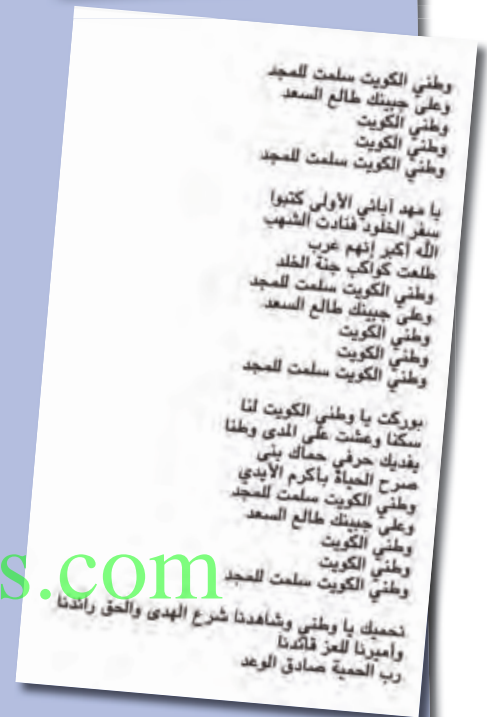 وطني الكويت سلمت للمجد
وعلى جبينك طالع السعد
وطني الكويت
وطني الكويت
وطني الكويت سلمت للمجد
يا مهد آبائي الأولى كتبوا
سفر الخلود فنادت الشهب
الله أكبر إنهم عرب
طلعت كواكب جنة الخلد
وطني الكويت سلمت للمجد
وعلى جبينك طالع السعد
وطني الكويت
وطني الكويت
وطني الكويت سلمت للمجد
بوركت يا وطني الكويت لنا
سكنا وعشت على المدى وطنا
يفديك حرفي حماك بنى
صرح الحياة بأكرم الأيدي
وطني الكويت سلمت للمجد
وعلى جبينك طالع السعد
وطني الكويت
وطني الكويت
وطني الكويت سلمت للمجد
نحميك يا وطني وشاهدنا شرع الهدى والحق رائدنا
وأميرنا للعز قائدنا
رب الحمية صادق الوعد
s.com